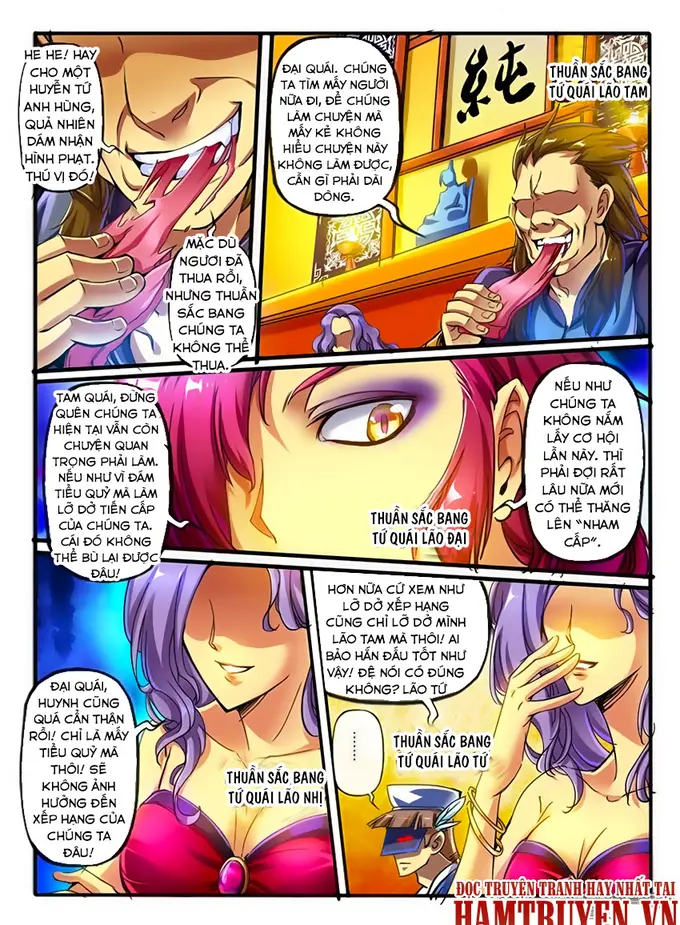 HE HE! HAY
CHO MỘT
HUYỄN TỬ
ANH HÙNG,
QUẢ NHIÊN
DÁM NHẬN
HÌNH PHẠT.
THÚ VỊ ĐÓ!
MẶC DÙ
NGƯƠI ĐÃ
THUA RỒI,
NHƯNG THUẦN
SẮC BANG
CHÚNG TA
KHÔNG THỂ
THUA.
ĐẠI QUÁI. CHÚNG
TA TÌM MẤY NGƯỜI
NỮA ĐI, ĐỂ CHÚNG
LÀM CHUYỆN MÀ
MẤY KẺ KHÔNG
HIỂU CHUYỆN NÀY
KHÔNG LÀM ĐƯỢC,
CẦN GÌ PHẢI DÀI
DÒNG.
純
THUẦN SẮC BANG
TỨ QUÁI LÃO TAM
TAM QUÁI, ĐỪNG
QUÊN CHÚNG TA
HIỆN TẠI VẪN CÒN
CHUYỆN QUAN
TRỌNG PHẢI LÀM.
NẾU NHƯ VÌ ĐÁM
TIỂU QUỶ MÀ LÀM
LỠ DỞ TIẾN CẤP
CỦA CHÚNG TA.
CÁI ĐÓ KHÔNG
THỂ BÙ LẠI ĐƯỢC
ĐÂU!
THUẦN SẮC BANG
TỨ QUÁI LÃO ĐẠI
NẾU NHƯ
CHÚNG TA
KHÔNG NẮM
LẤY CƠ HỘI
LẦN NÀY. THÌ
PHẢI ĐỢI RẤT
LÂU NỮA MỚI
CÓ THỂ THĂNG
LÊN "NHAM
CẤP".
ĐẠI QUÁI,
HUYNH CŨNG
QUÁ CẨN THẬN
RỒI! CHỈ LÀ MẤY
TIỂU QUỶ MÀ
THÔI! SẼ
KHÔNG ẢNH
HƯỞNG ĐẾN
XẾP HẠNG CỦA
CHÚNG TA
ĐÂU!
THUẦN SẮC BANG
TỨ QUÁI LÃO NHỊ
HƠN NỮA CỨ XEM NHƯ
LỠ DỞ XẾP HẠNG
CŨNG CHỈ LỠ DỞ MÌNH
LÃO TAM MÀ THÔI! AI
BẢO HẮN ĐẤU TỐT NHƯ
VẬY! ĐỆ NÓI CÓ ĐÚNG
KHÔNG? LÃO TỨ
......
THUẦN SẮC BANG
TỨ QUÁI LÃO TỨ
ĐỌC TRUYỆN TRANH HAY NHẤT TẠI
HAMTRUYEN.VN